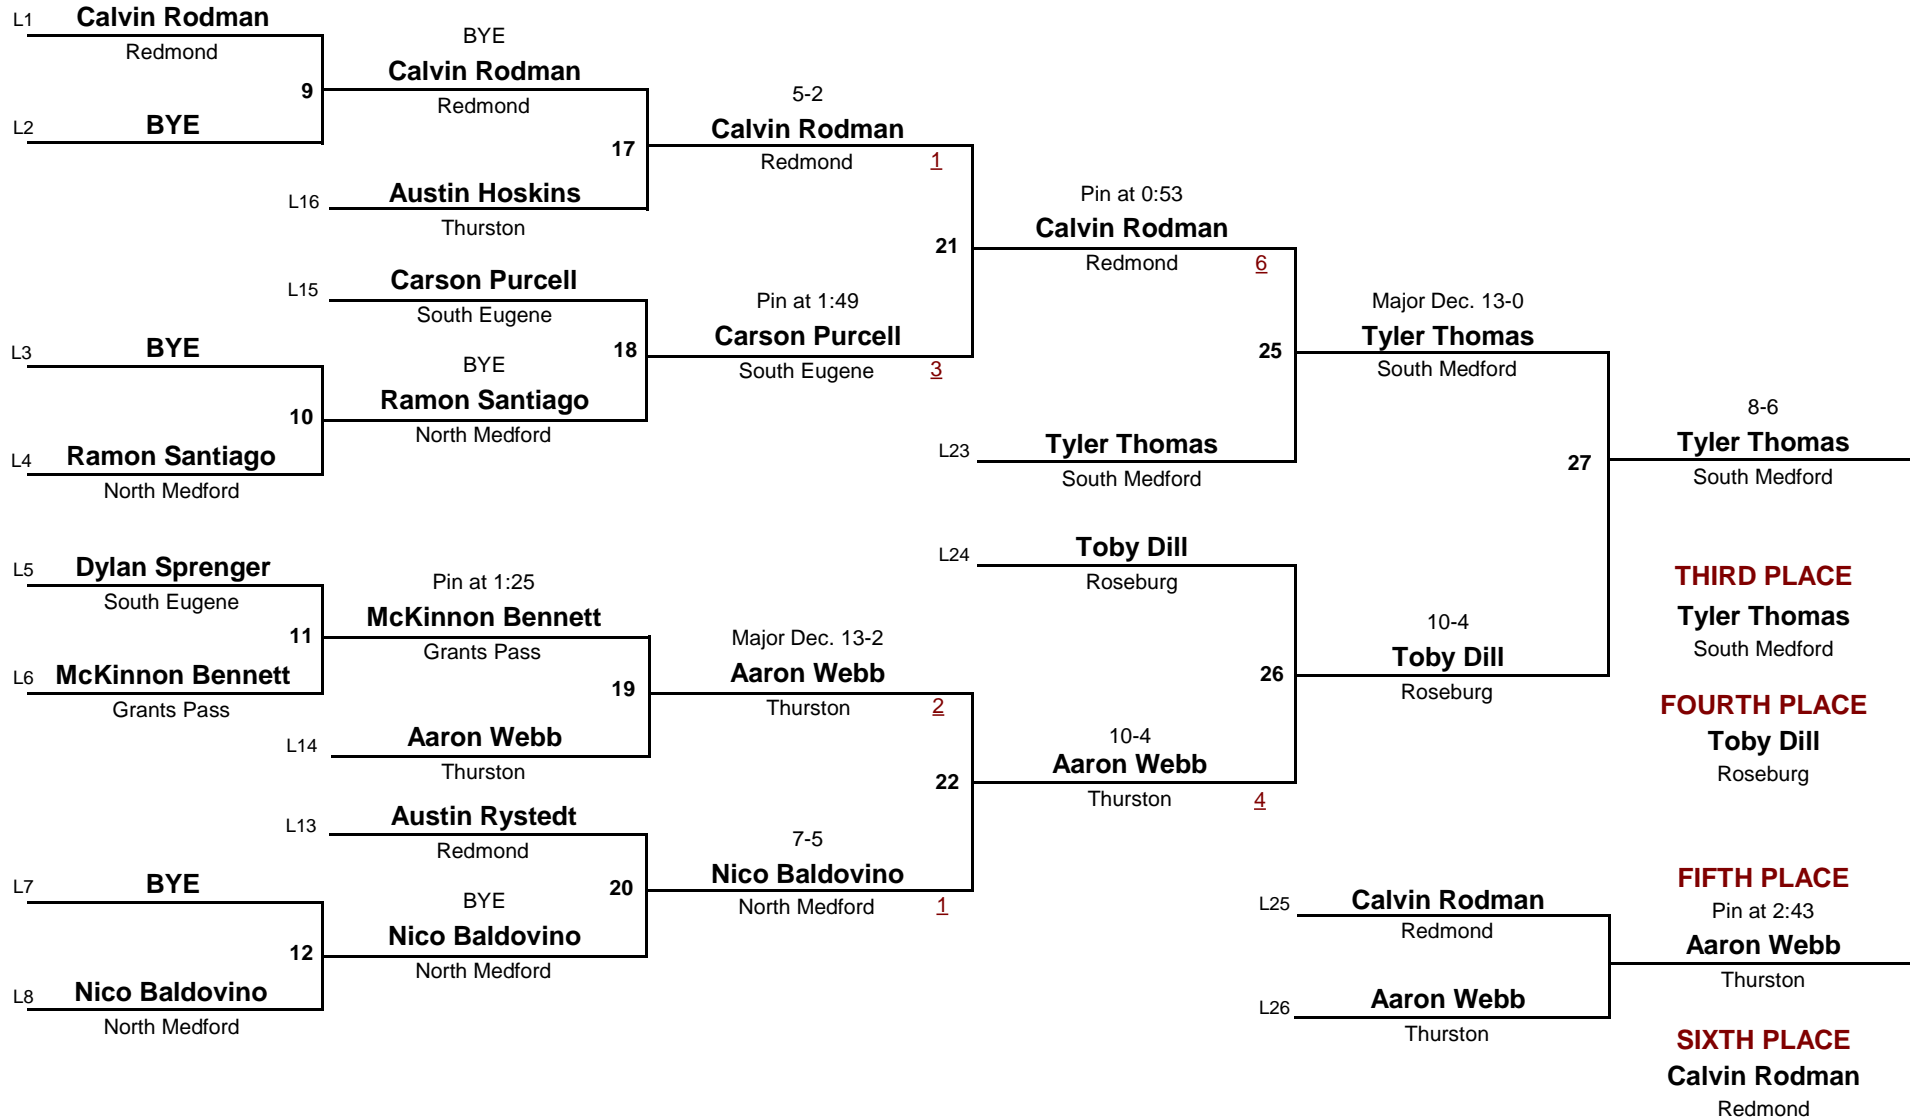 L1 Calvin Rodman
Redmond
9
L2 BYE
BYE
Calvin Rodman
Redmond
17
L16 Austin Hoskins
Thurston
5-2
Calvin Rodman
Redmond 1
21
L15 Carson Purcell
South Eugene
18
L3 BYE
10
L4 Ramon Santiago
North Medford
BYE
Ramon Santiago
North Medford
Pin at 1:49
Carson Purcell
South Eugene 3
Pin at 0:53
Calvin Rodman
Redmond 6
25
L23 Tyler Thomas
South Medford
Major Dec. 13-0
Tyler Thomas
South Medford
27
8-6
Tyler Thomas
South Medford
L5 Dylan Sprenger
South Eugene
11
L6 McKinnon Bennett
Grants Pass
Pin at 1:25
McKinnon Bennett
Grants Pass
19
L14 Aaron Webb
Thurston
Major Dec. 13-2
Aaron Webb
Thurston 2
22
L13 Austin Rystedt
Redmond
20
L7 BYE
12
L8 Nico Baldovino
North Medford
BYE
Nico Baldovino
North Medford
7-5
Nico Baldovino
North Medford 1
L24 Toby Dill
Roseburg
26
10-4
Aaron Webb
Thurston 4
10-4
Toby Dill
Roseburg
THIRD PLACE
Tyler Thomas
South Medford
FOURTH PLACE
Toby Dill
Roseburg
L25 Calvin Rodman
Redmond
L26 Aaron Webb
Thurston
FIFTH PLACE
Pin at 2:43
Aaron Webb
Thurston
SIXTH PLACE
Calvin Rodman
Redmond